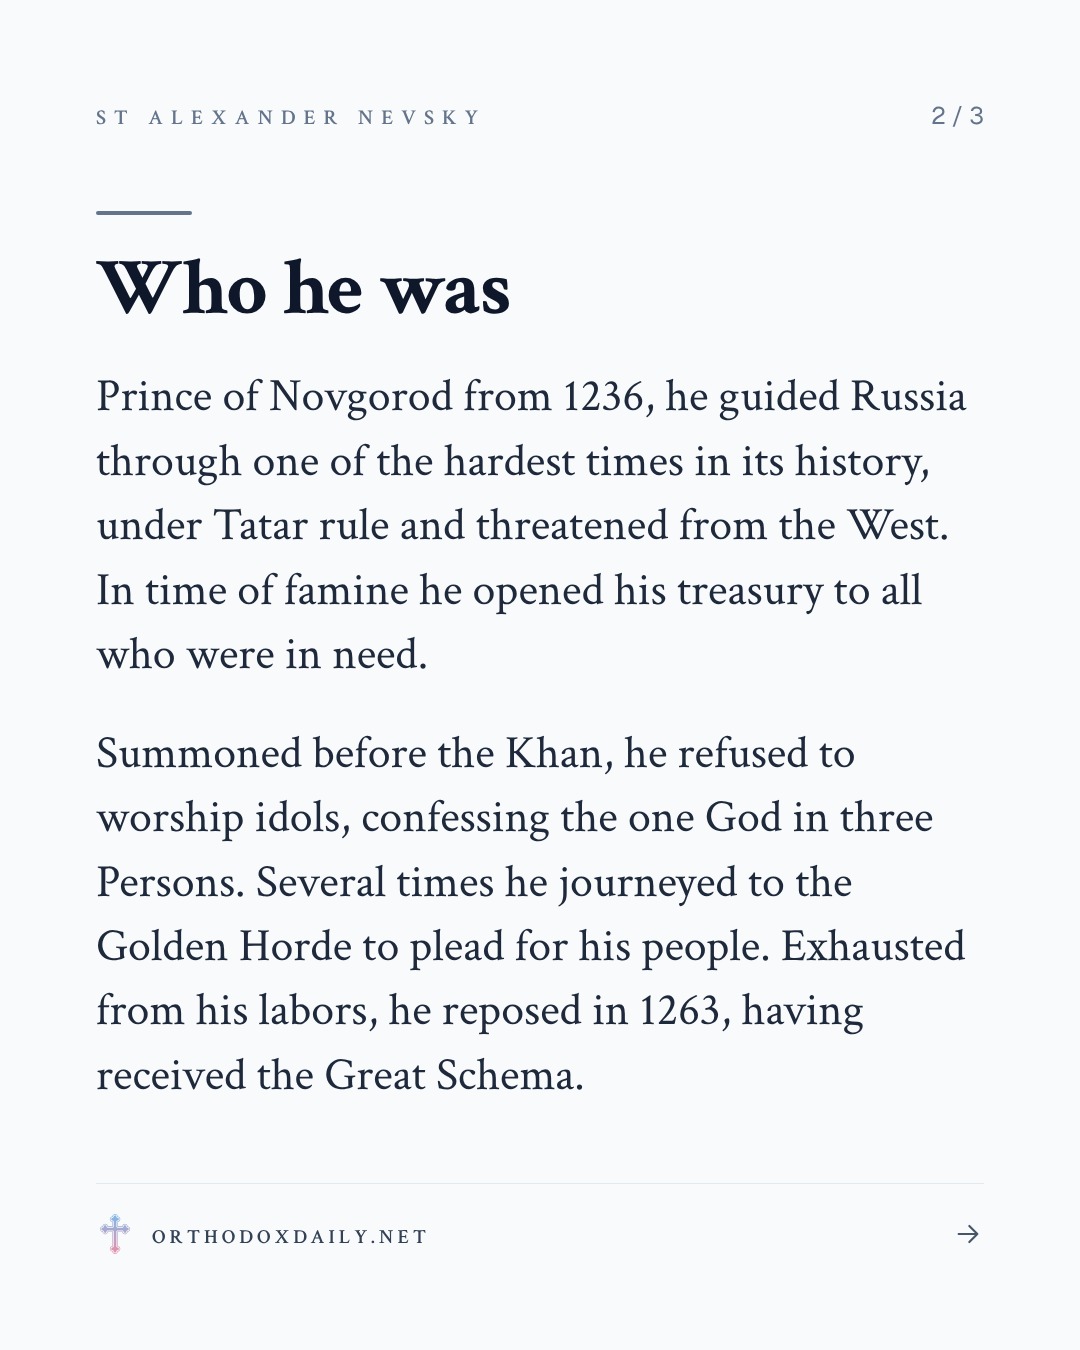 ST ALEXANDER NEVSKY
2 / 3
Who he was
Prince of Novgorod from 1236, he guided Russia
through one of the hardest times in its history,
under Tatar rule and threatened from the West.
In time of famine he opened his treasury to all
who were in need.
Summoned before the Khan, he refused to
worship idols, confessing the one God in three
Persons. Several times he journeyed to the
Golden Horde to plead for his people. Exhausted
from his labors, he reposed in 1263, having
received the Great Schema.
ORTHODOXDAILY.NET